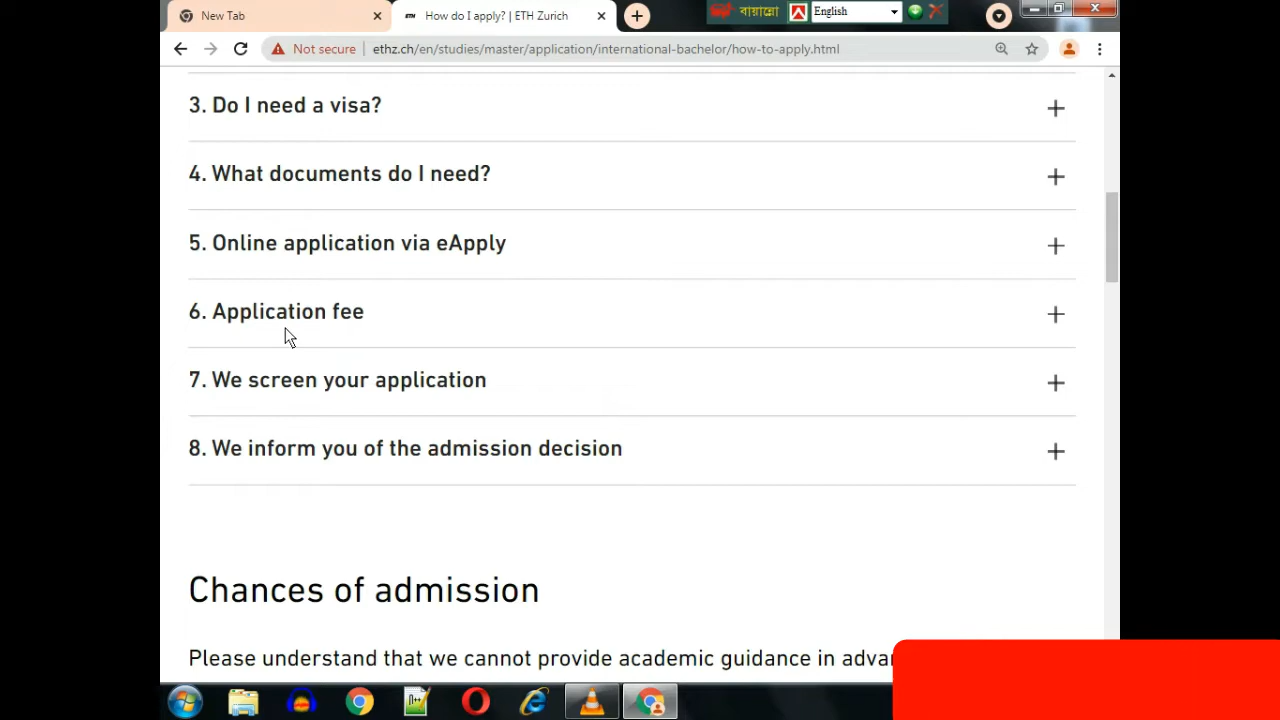 New Tab
ETH How do I apply? | ETH Zurich
বায়ান্নো
English
Not secure
ethz.ch/en/studies/master/application/international-bachelor/how-to-apply.html
3. Do I need a visa?
4. What documents do I need?
5. Online application via eApply
6. Application fee
7. We screen your application
8. We inform you of the admission decision
Chances of admission
Please understand that we cannot provide academic guidance in adva